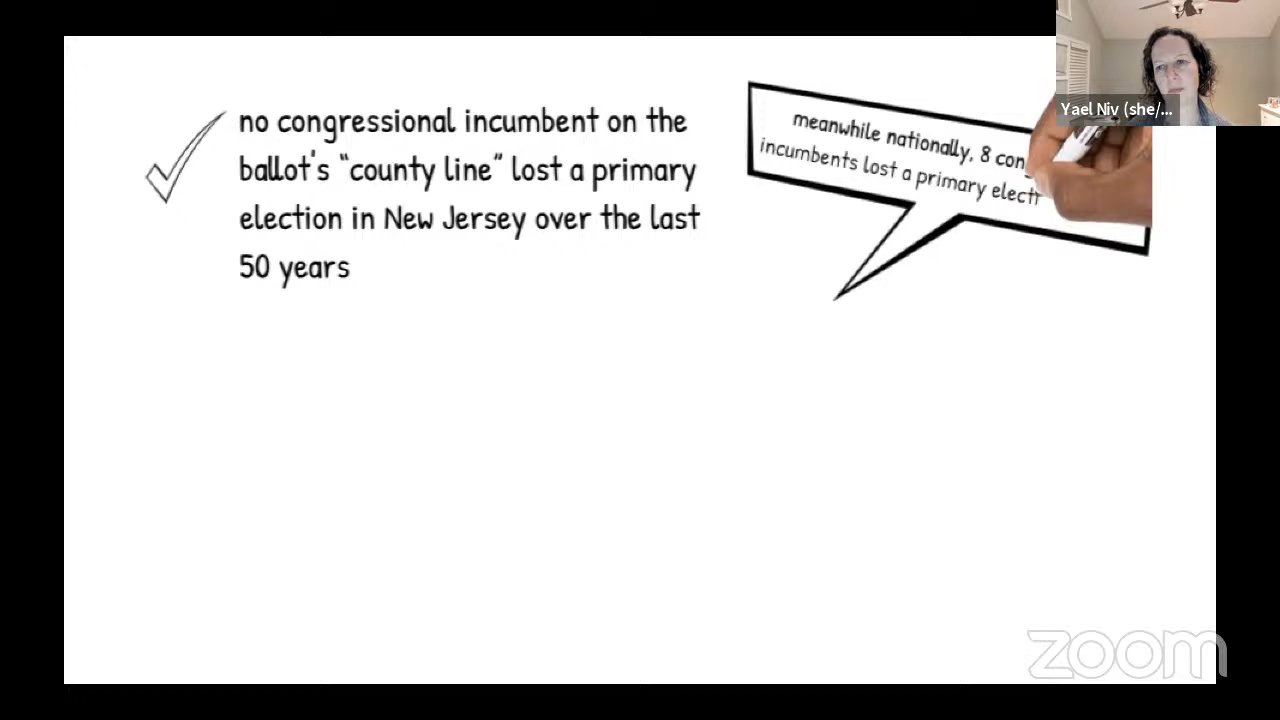 no congressional incumbent on the
ballot's “county line” lost a primary
election in New Jersey over the last
50 years
meanwhile nationally, 8
incumbents lost a primary
Yael Niv (she/...
zoom